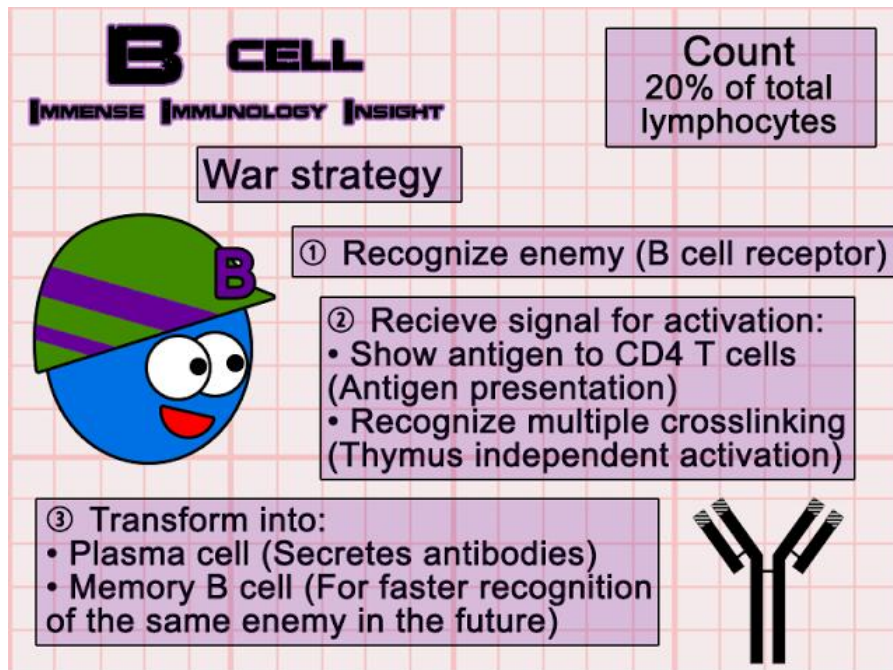 B CELL
IMMENSE IMMUNOLOGY INSIGHT
Count
20% of total
lymphocytes
War strategy
B
① Recognize enemy (B cell receptor)
② Recieve signal for activation:
• Show antigen to CD4 T cells
(Antigen presentation)
• Recognize multiple crosslinking
(Thymus independent activation)
③ Transform into:
• Plasma cell (Secretes antibodies)
• Memory B cell (For faster recognition
of the same enemy in the future)